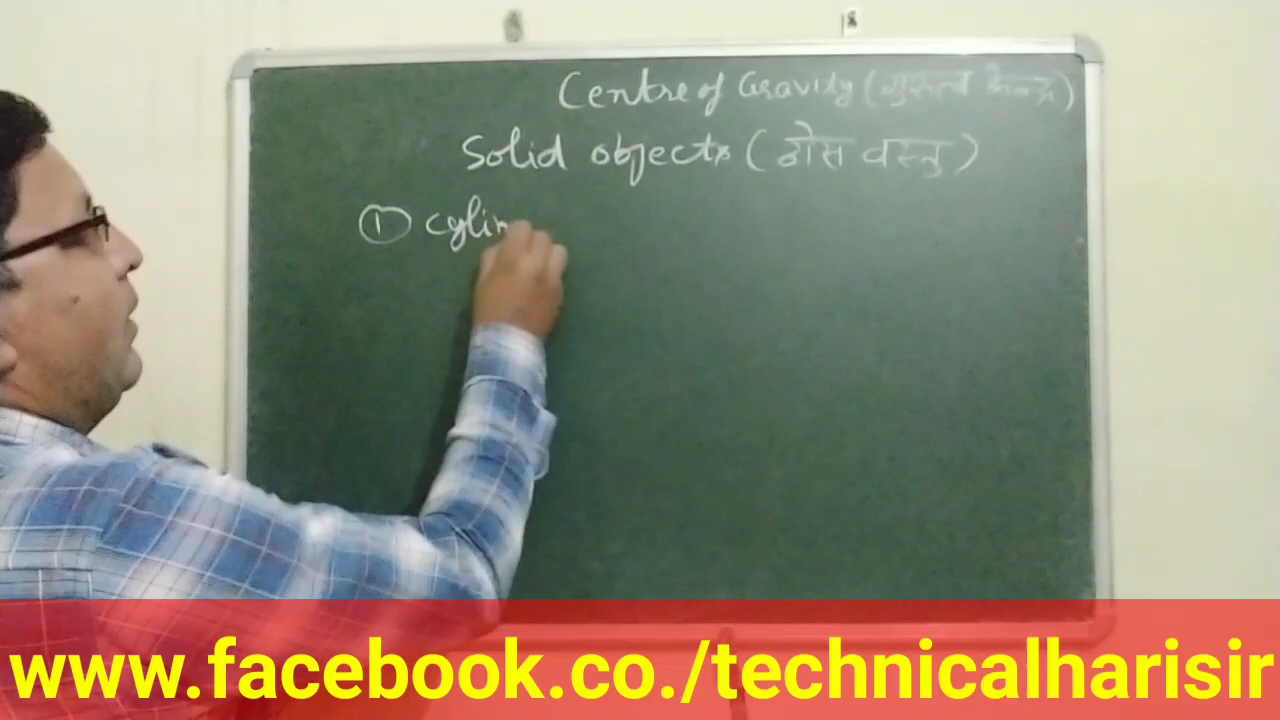 Centre of Gravity (गुरुत्व केन्द्र)
Solid objects (ठोस वस्तु)
① cylin
www.facebook.co./technicalharisir